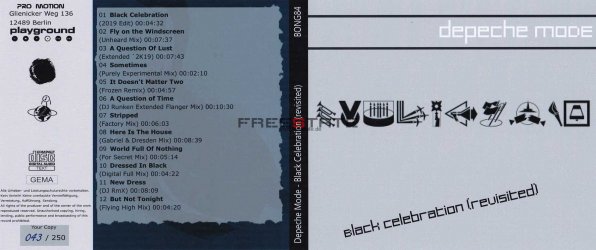 PRO MOTION
Glienicker Weg 136
12489 Berlin
playground
COMPACT
disc
DIGITAL AUDIO
TEXT
GEMA
Your Copy
043 / 250
01 Black Celebration
(2019 Edit) 00:04:32
02 Fly on the Windscreen
(Unheard Mix) 00:07:37
03 A Question Of Lust
(Extended `2K19) 00:07:43
04 Sometimes
(Purely Experimental Mix) 00:02:10
05 It Doesn't Matter Two
(Frozen Remix) 00:04:57
06 A Question of Time
(DJ Runken Extended Flanger Mix) 00:10:30
07 Stripped
(Factory Mix) 00:06:03
08 Here Is The House
(Gabriel & Dresden Mix) 00:08:39
09 World Full Of Nothing
(For Secret Mix) 00:05:14
10 Dressed In Black
(Digital Full Mix) 00:04:22
11 New Dress
(DJ RmX) 00:08:09
12 But Not Tonight
(Flying High Mix) 00:04:20
Depeche Mode - Black Celebration (revisited)
BONG84
depeche mode
Black Celebration (revisited)